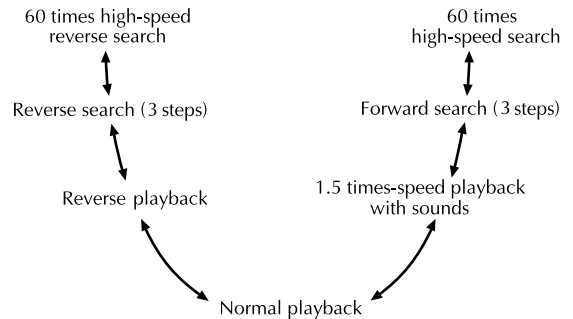 60 times high-speed
reverse search
60 times
high-speed search
Reverse search (3 steps)
Forward search (3 steps)
Reverse playback
1.5 times-speed playback
with sounds
Normal playback